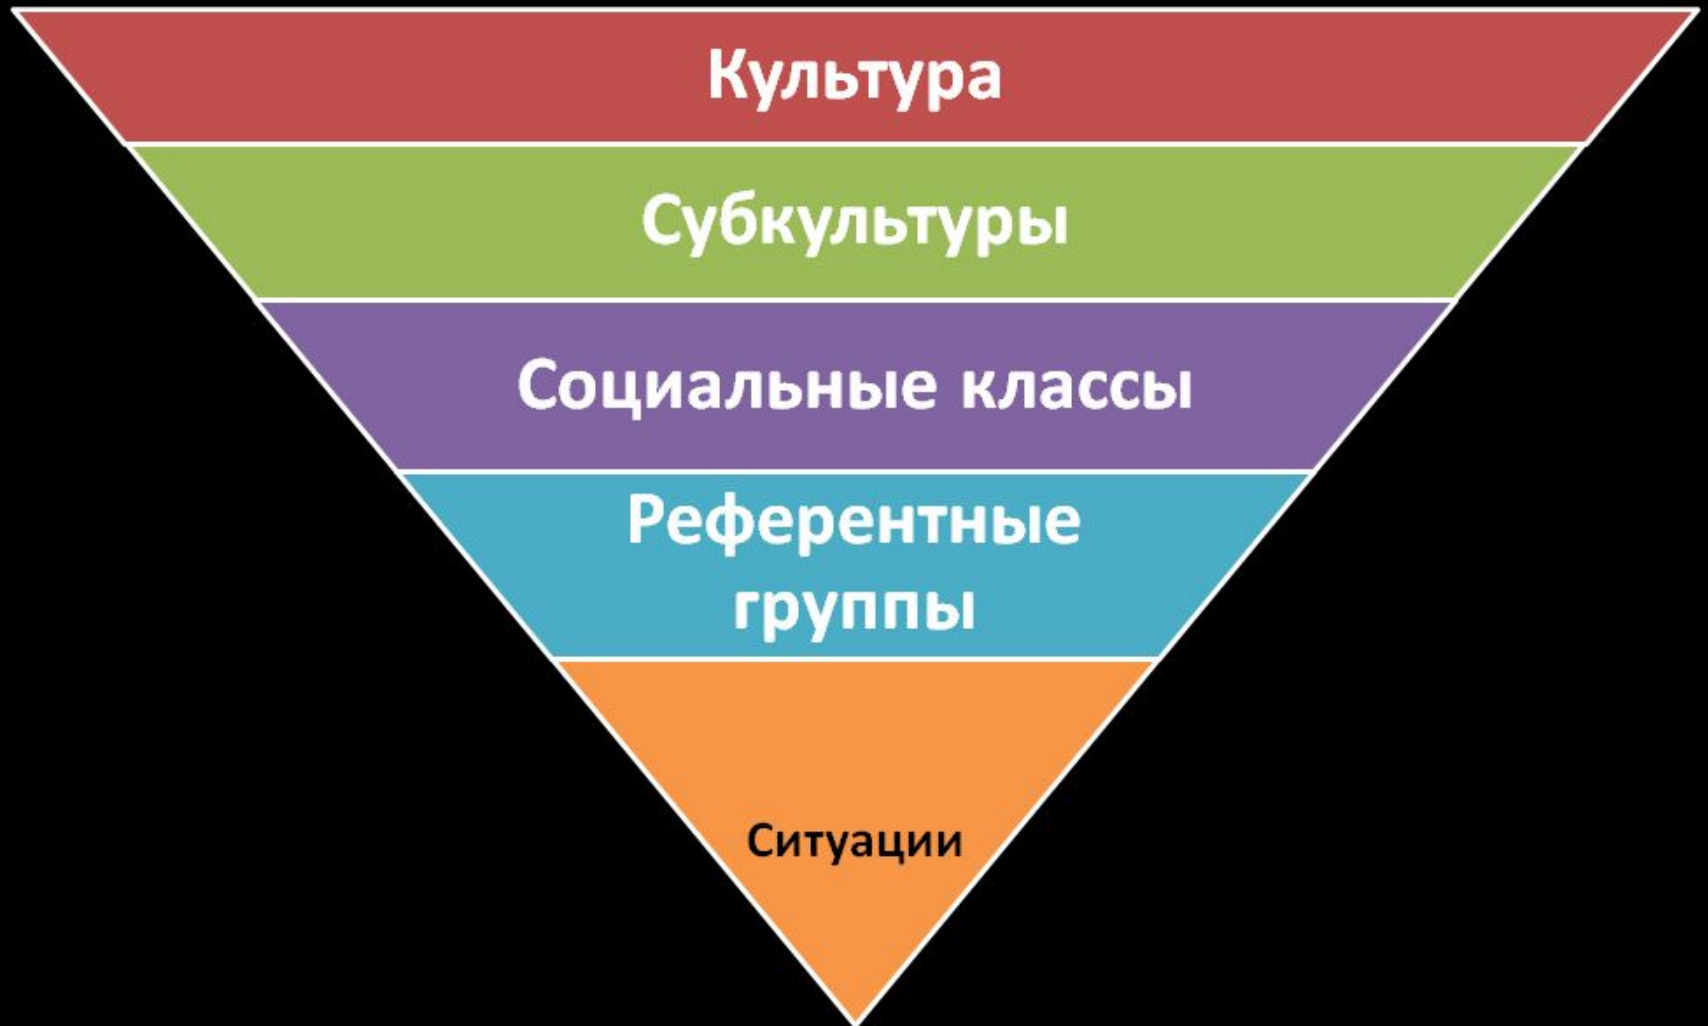 Культура
Субкультуры
Социальные классы
Референтные
группы
Ситуации